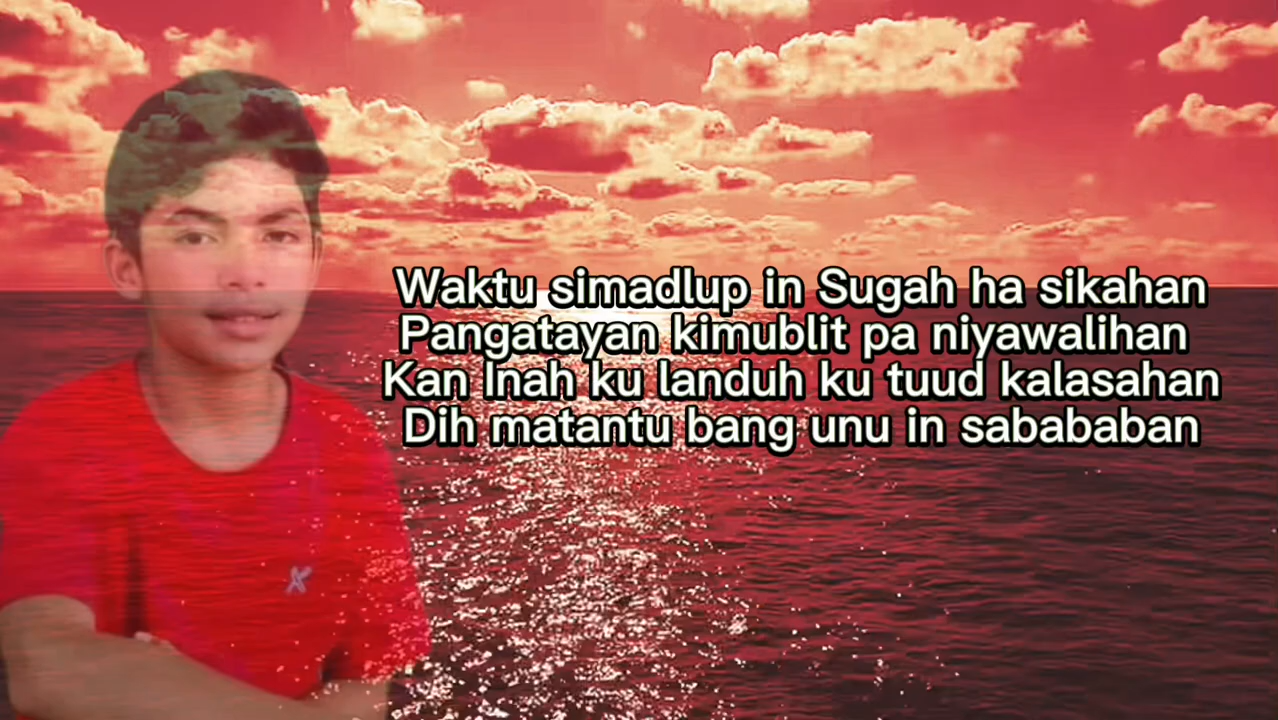 Waktu simadlup in Sugah ha sikahan
Pangatayan kimublit pa niyawalihan
Kan Inah ku landuh ku tuud kalasahan
Dih matantu bang unu in sabababan